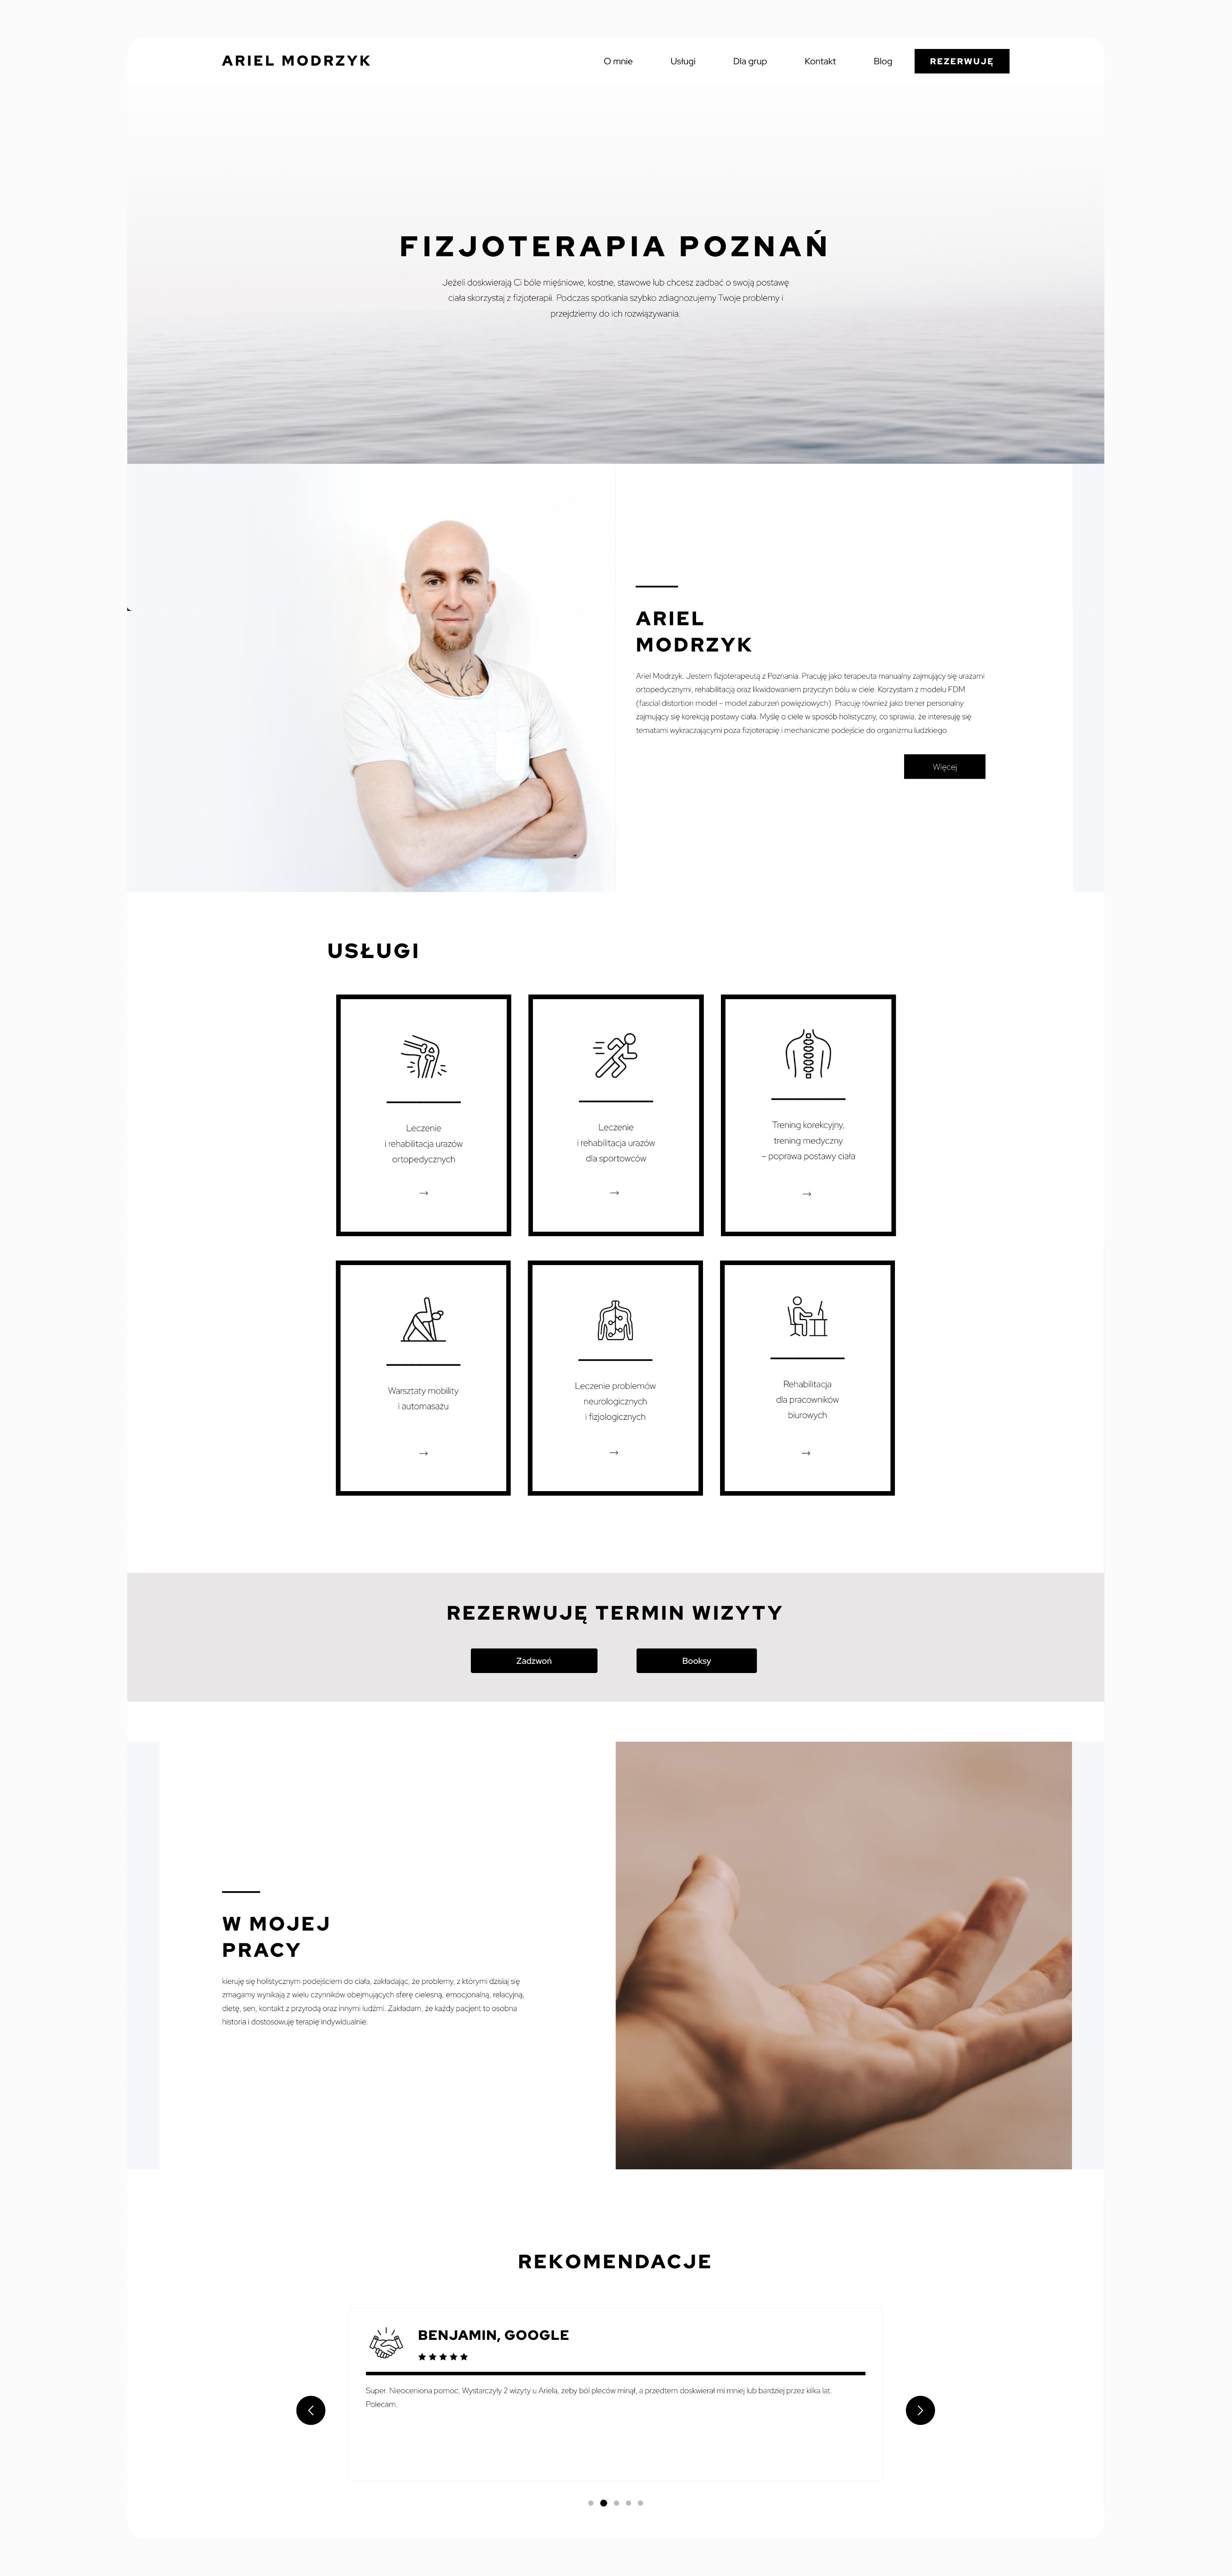 ARIEL MODRZYK
O mnie
Usługi
Dla grup
Kontakt
Blog
REZERWUJĘ
FIZJOTERAPIA POZNAŃ
Jeżeli doskwierają Ci bóle mięśniowe, kostne, stawowe lub chcesz zadbać o swoją postawę
ciała skorzystaj z fizjoterapii. Podczas spotkania szybko zdiagnozujemy Twoje problemy i
przejdziemy do ich rozwiązywania.
ARIEL
MODRZYK
Ariel Modrzyk. Jestem fizjoterapeutą z Poznania. Pracuję jako terapeuta manualny zajmujący się urazami
ortopedycznymi, rehabilitacją oraz likwidowaniem przyczyn bólu w ciele. Korzystam z modelu FDM
(fascial distortion model – model zaburzeń powięziowych). Pracuję również jako trener personalny
zajmujący się korekcją postawy ciała. Myślę o ciele w sposób holistyczny, co sprawia, że interesuję się
tematami wykraczającymi poza fizjoterapię i mechaniczne podejście do organizmu ludzkiego.
Więcej
USŁUGI
Leczenie
i rehabilitacja urazów
ortopedycznych
→
Leczenie
i rehabilitacja urazów
dla sportowców
→
Trening korekcyjny,
trening medyczny
– poprawa postawy ciała
→
Warsztaty mobility
i automasażu
→
Leczenie problemów
neurologicznych
i fizjologicznych
→
Rehabilitacja
dla pracowników
biurowych
→
REZERWUJĘ TERMIN WIZYTY
Zadzwoń
Booksy
W MOJEJ
PRACY
kieruję się holistycznym podejściem do ciała, zakładając, że problemy, z którymi dzisiaj się
zmagamy wynikają z wielu czynników obejmujących sferę cielesną, emocjonalną, relacyjną,
dietę, sen, kontakt z przyrodą oraz innymi ludźmi. Zakładam, że każdy pacjent to osobna
historia i dostosowuję terapię indywidualnie.
REKOMENDACJE
BENJAMIN, GOOGLE
★★★★★
Super. Nieoceniona pomoc. Wystarczyły 2 wizyty u Ariela, żeby ból pleców minął, a przedtem doskwierał mi mniej lub bardziej przez kilka lat.
Polecam.